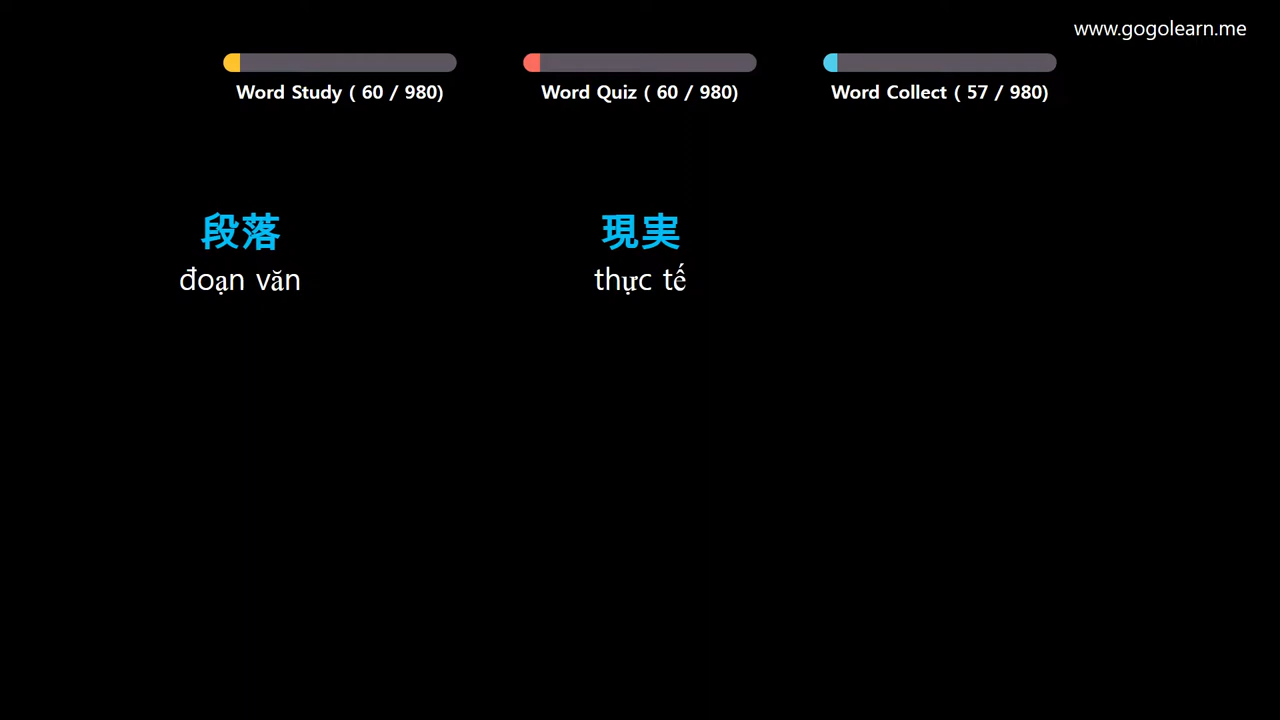 www.gogolearn.me
Word Study ( 60 / 980)
Word Quiz ( 60 / 980)
Word Collect ( 57 / 980)
段落
đoạn văn
現実
thực tế